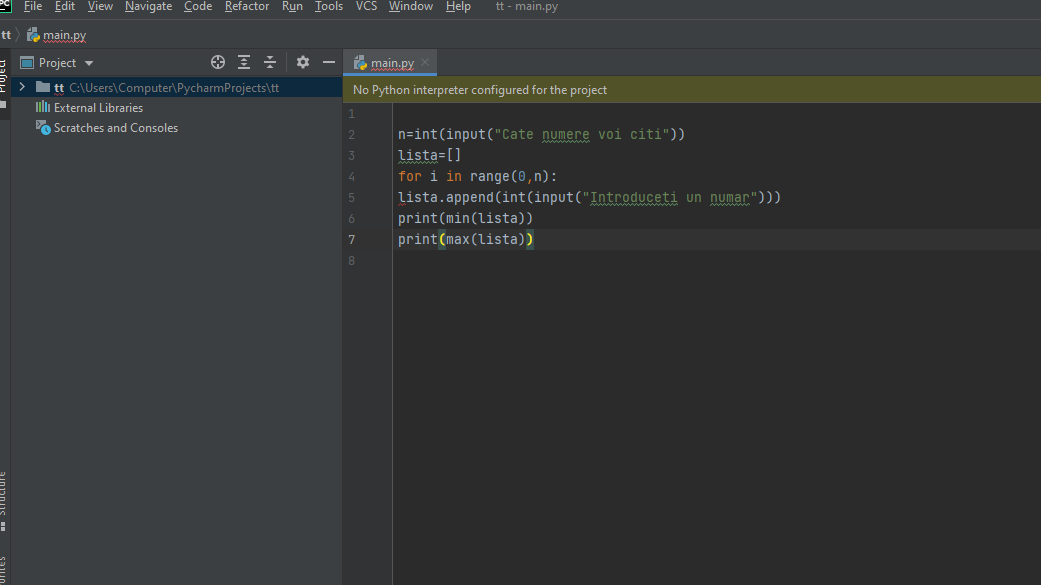 PC File Edit View Navigate Code Refactor Run Tools VCS Window Help tt - main.py
tt main.py
Project
Project
main.py
tt C:\Users\Computer\PycharmProjects\tt
External Libraries
Scratches and Consoles
No Python interpreter configured for the project
1
2 n=int(input("Cate numere voi citi"))
3 lista=[]
4 for i in range(0,n):
5 lista.append(int(input("Introduceti un numar")))
6 print(min(lista))
7 print(max(lista))
8
Structure